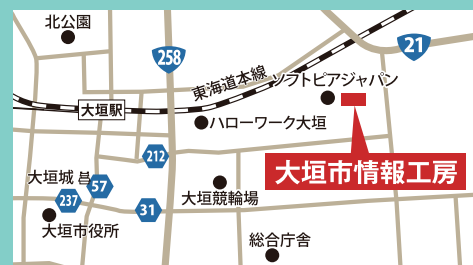 北公園
258
21
東海道本線
ソフトピアジャパン
大垣駅
ハローワーク大垣
212
大垣市情報工房
大垣城
57
237
大垣競輪場
31
大垣市役所
総合庁舎